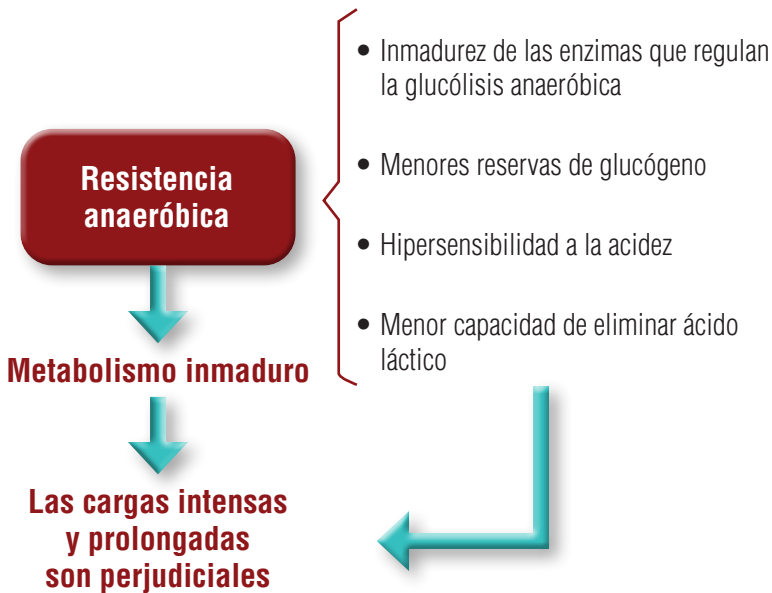 Resistencia
anaeróbica
• Inmadurez de las enzimas que regulan
la glucólisis anaeróbica
• Menores reservas de glucógeno
• Hipersensibilidad a la acidez
• Menor capacidad de eliminar ácido
láctico
Metabolismo inmaduro
Las cargas intensas
y prolongadas
son perjudiciales